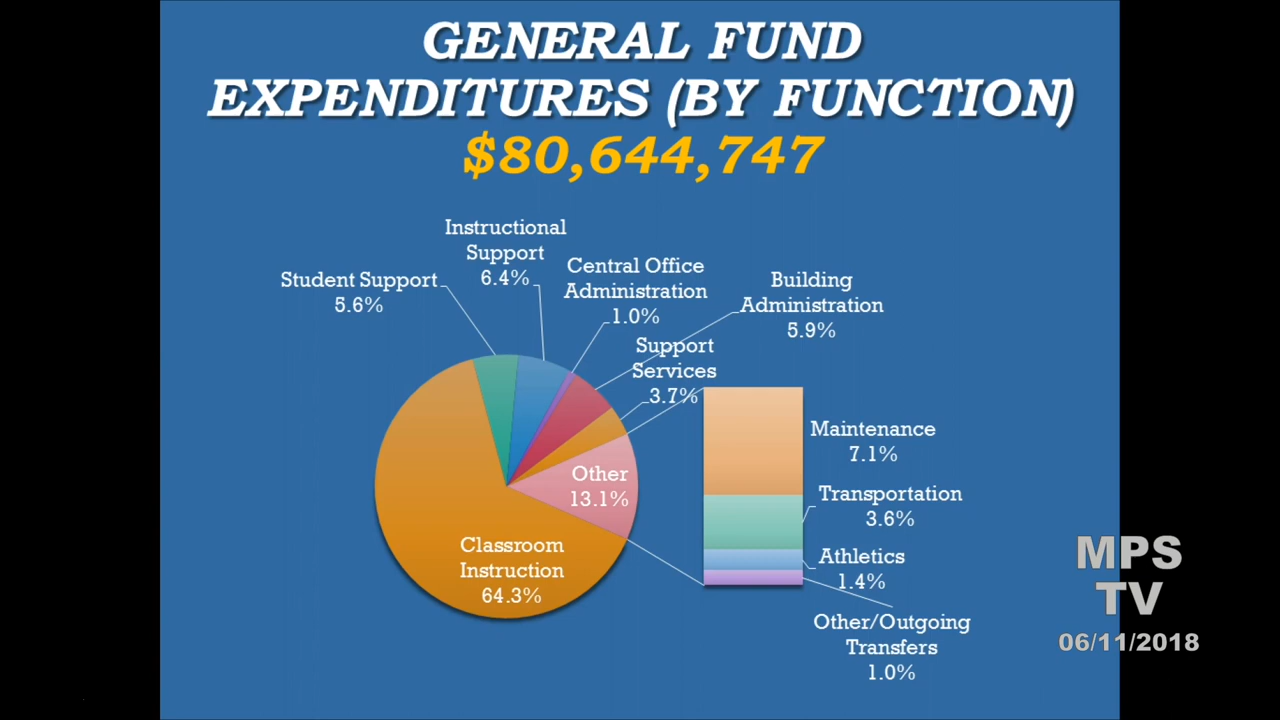 GENERAL FUND
EXPENDITURES (BY FUNCTION)
$80,644,747
Instructional
Support
6.4%
Student Support
5.6%
Central Office
Administration
1.0%
Building
Administration
5.9%
Support
Services
3.7%
Other
13.1%
Classroom
Instruction
64.3%
Maintenance
7.1%
Transportation
3.6%
Athletics
1.4%
Other/Outgoing
Transfers
1.0%
MPS
TV
06/11/2018